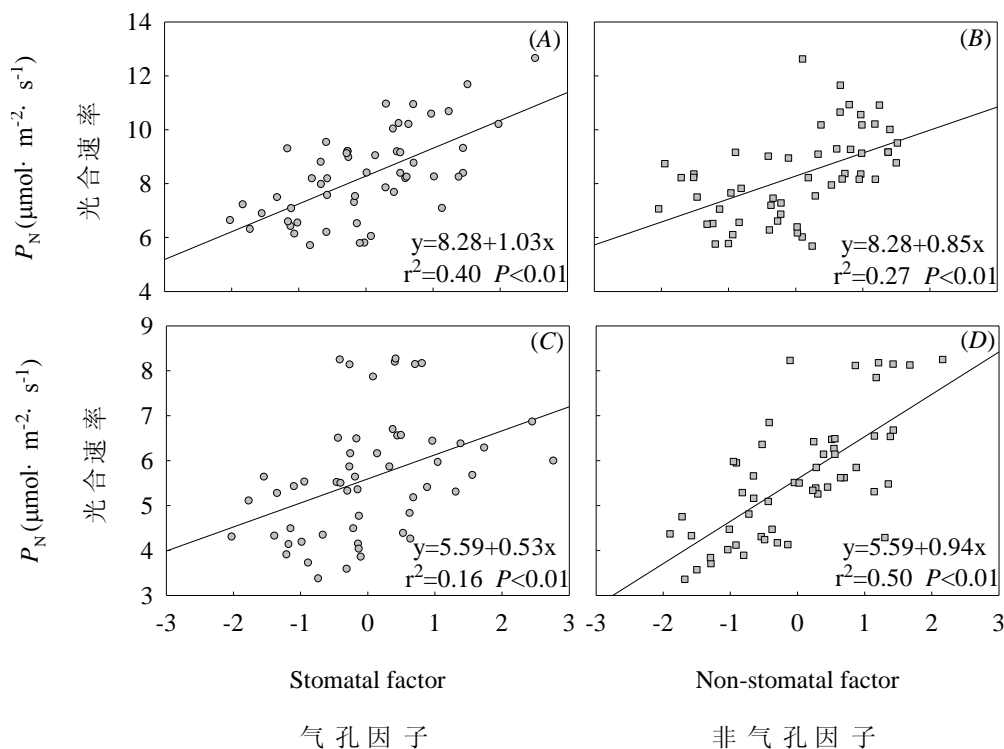 14
12
10
8
6
4
P_N (μmol· m⁻²· s⁻¹)
光合速率
(A)
y=8.28+1.03x
r²=0.40 P<0.01
(B)
y=8.28+0.85x
r²=0.27 P<0.01
9
8
7
6
5
4
3
P_N (μmol· m⁻²· s⁻¹)
光合速率
(C)
y=5.59+0.53x
r²=0.16 P<0.01
(D)
y=5.59+0.94x
r²=0.50 P<0.01
-3 -2 -1 0 1 2 3
-3 -2 -1 0 1 2 3
Stomatal factor
Non-stomatal factor
气孔因子
非气孔因子